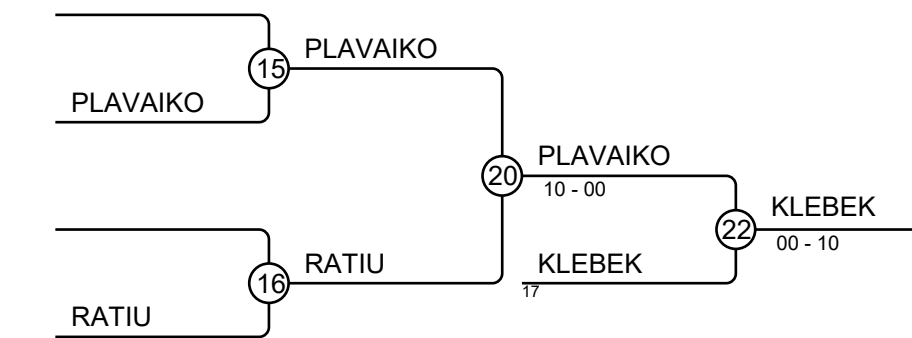 PLAVAIKO
15
PLAVAIKO
PLAVAIKO
20
10 - 00
KLEBEK
22
00 - 10
RATIU
KLEBEK
16
17
RATIU